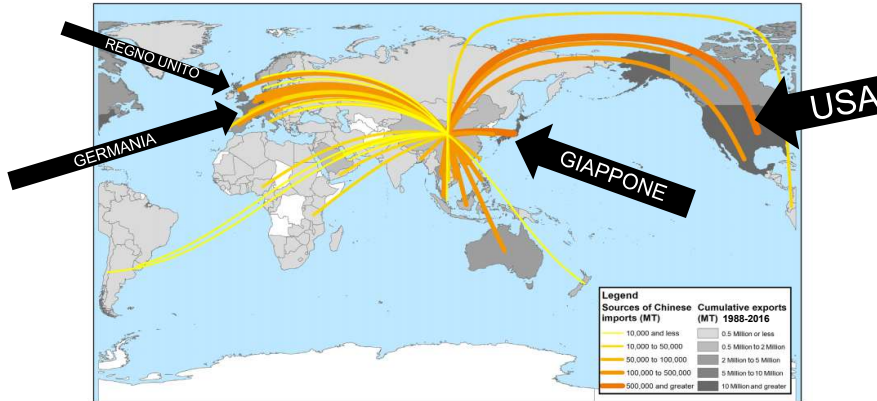 REGNO UNITO
GERMANIA
GIAPPONE
USA
Legend
Sources of Chinese imports (MT)
10,000 and less
10,000 to 50,000
50,000 to 100,000
100,000 to 500,000
500,000 and greater
Cumulative exports (MT) 1988-2016
0.5 Million or less
0.5 Million to 2 Million
2 Million to 5 Million
5 Million to 10 Million
10 Million and greater